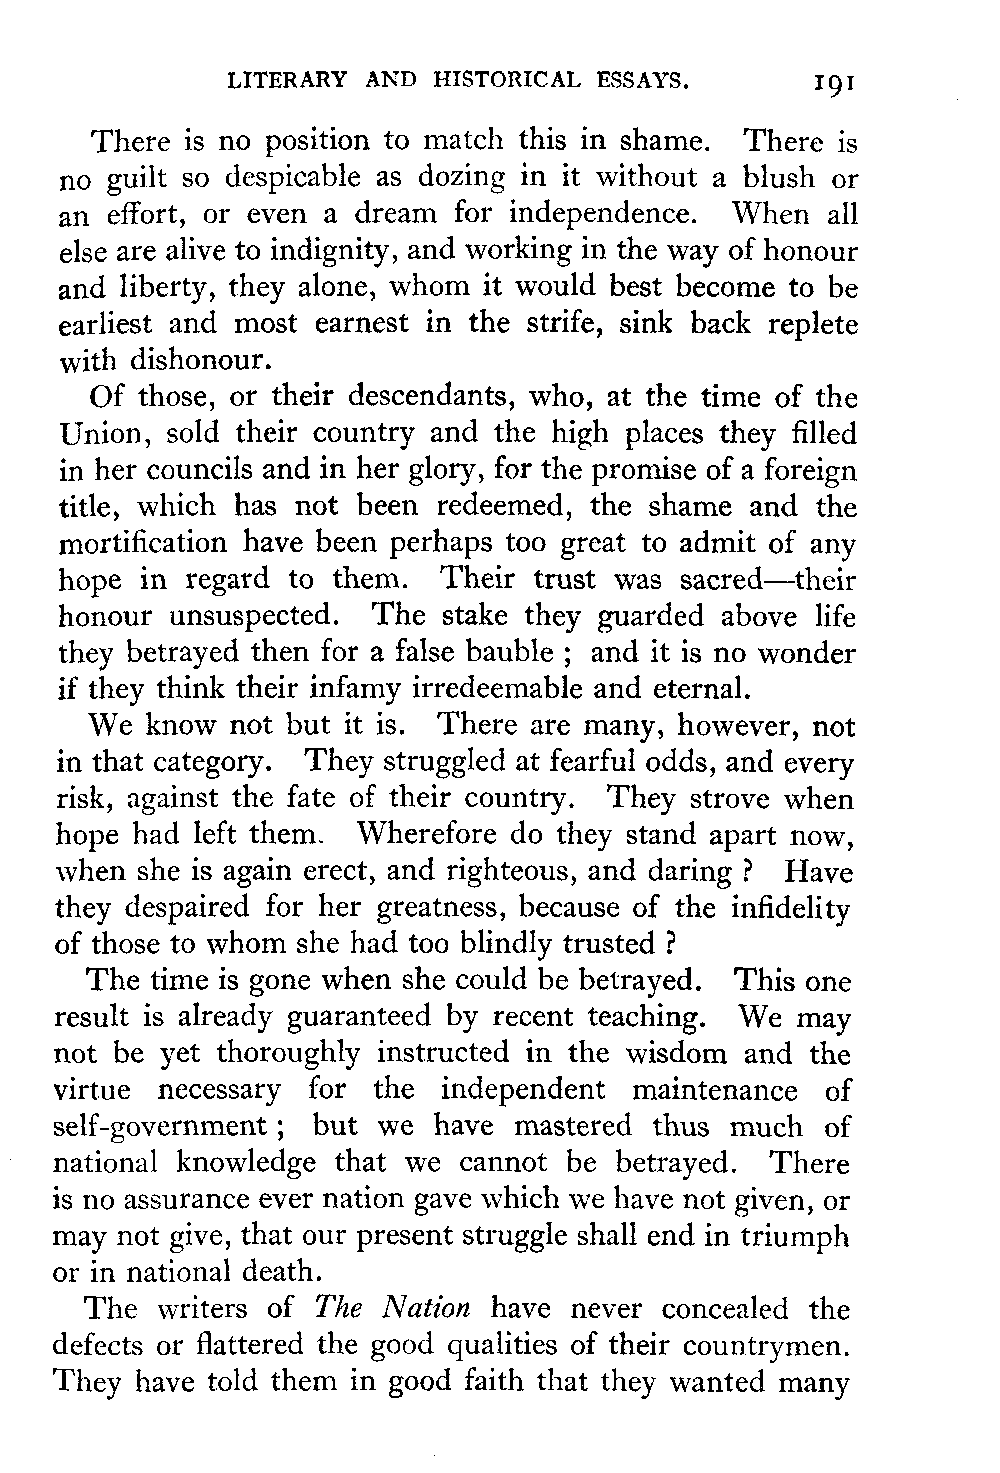 LITERARY AND HISTORICAL ESSAYS. 191
There is no position to match this in shame. There is
no guilt so despicable as dozing in it without a blush or
an effort, or even a dream for independence. When all
else are alive to indignity, and working in the way of honour
and liberty, they alone, whom it would best become to be
earliest and most earnest in the strife, sink back replete
with dishonour.
Of those, or their descendants, who, at the time of the
Union, sold their country and the high places they filled
in her councils and in her glory, for the promise of a foreign
title, which has not been redeemed, the shame and the
mortification have been perhaps too great to admit of any
hope in regard to them. Their trust was sacred—their
honour unsuspected. The stake they guarded above life
they betrayed then for a false bauble ; and it is no wonder
if they think their infamy irredeemable and eternal.
We know not but it is. There are many, however, not
in that category. They struggled at fearful odds, and every
risk, against the fate of their country. They strove when
hope had left them. Wherefore do they stand apart now,
when she is again erect, and righteous, and daring ? Have
they despaired for her greatness, because of the infidelity
of those to whom she had too blindly trusted ?
The time is gone when she could be betrayed. This one
result is already guaranteed by recent teaching. We may
not be yet thoroughly instructed in the wisdom and the
virtue necessary for the independent maintenance of
self-government ; but we have mastered thus much of
national knowledge that we cannot be betrayed. There
is no assurance ever nation gave which we have not given, or
may not give, that our present struggle shall end in triumph
or in national death.
The writers of The Nation have never concealed the
defects or flattered the good qualities of their countrymen.
They have told them in good faith that they wanted many